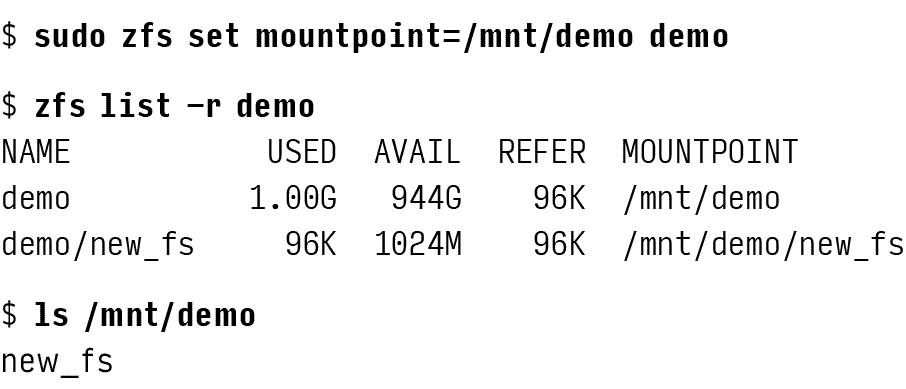 $ sudo zfs set mountpoint=/mnt/demo demo
$ zfs list -r demo
NAME           USED  AVAIL  REFER  MOUNTPOINT
demo          1.00G   944G    96K  /mnt/demo
demo/new_fs     96K  1024M    96K  /mnt/demo/new_fs
$ ls /mnt/demo
new_fs